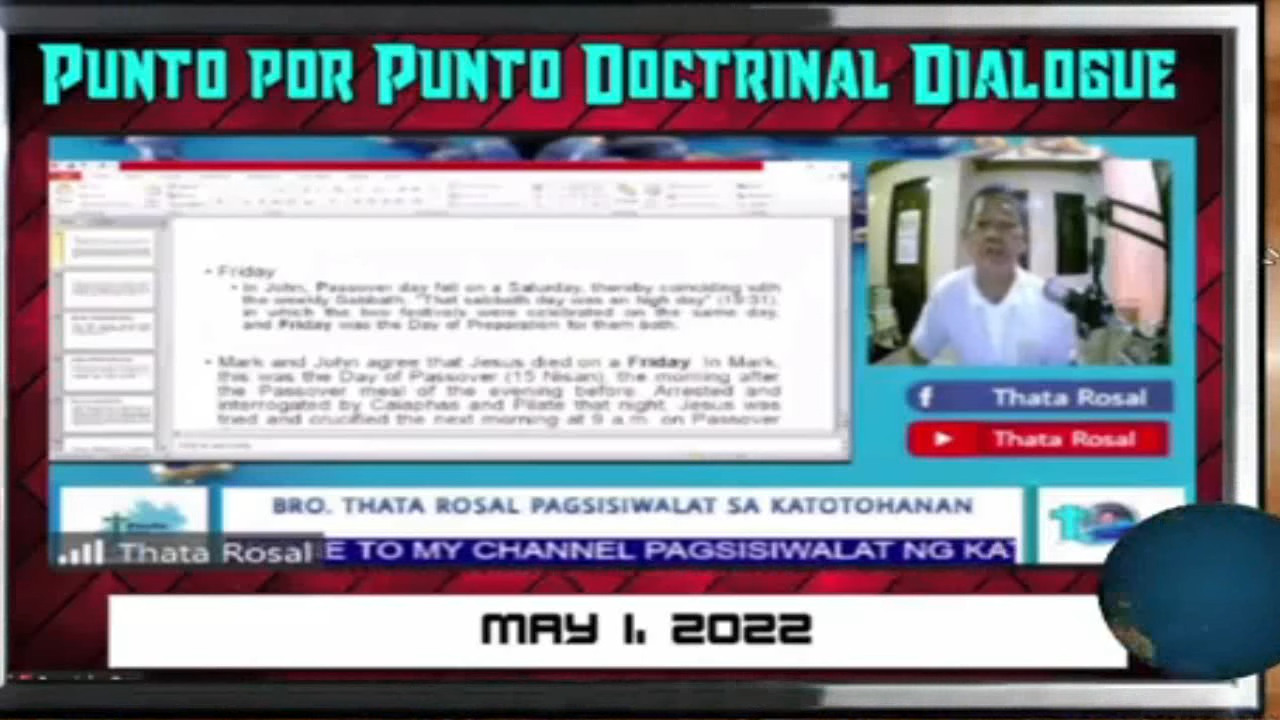 PUNTO POR PUNTO DOCTRINAL DIALOGUE
• Friday
• In John, Passover day fell on a Saturday, thereby coinciding with
the weekly Sabbath. "That sabbath day was an high day" (19:31),
in which the two festivals were celebrated on the same day,
and Friday was the Day of Preparation for them both.
• Mark and John agree that Jesus died on a Friday. In Mark,
this was the Day of Passover (15 Nisan), the morning after
the Passover meal of the evening before. Arrested and
interrogated by Caiaphas and Pilate that night, Jesus was
tried and crucified the next morning at 9 a.m. on Passover
Thata Rosal
Thata Rosal
BRO. THATA ROSAL PAGSISIWALAT SA KATOTOHANAN
Thata Rosal
E TO MY CHANNEL PAGSISIWALAT NG KAT
MAY 1, 2022